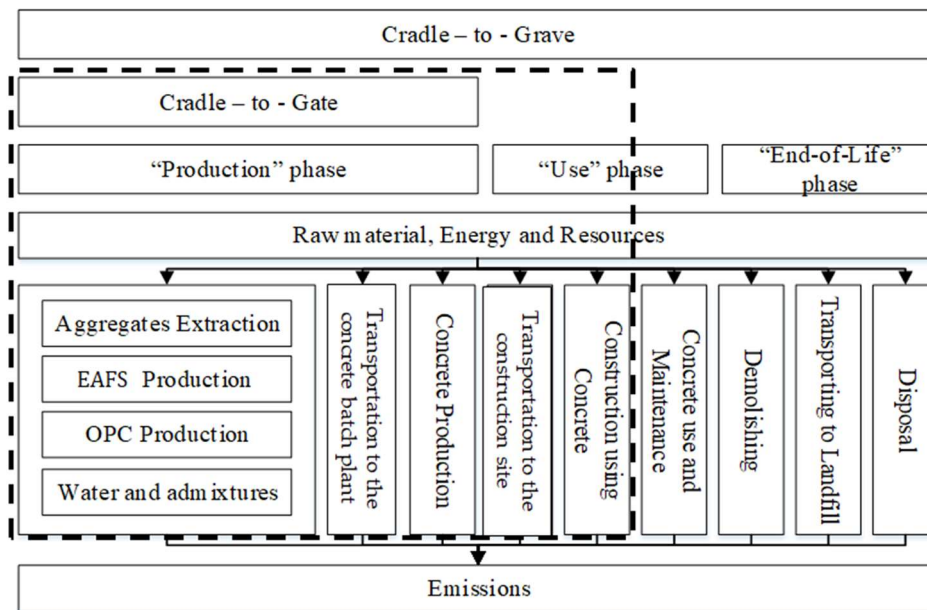 Cradle – to - Grave
Cradle – to - Gate
“Production” phase
“Use” phase
“End-of-Life”
phase
Raw material, Energy and Resources
Aggregates Extraction
EAFS Production
OPC Production
Water and admixtures
Transportation to the
concrete batch plant
Concrete Production
Transportation to the
construction site
Construction using
Concrete
Concrete use and
Maintenance
Demolishing
Transporting to Landfill
Disposal
Emissions